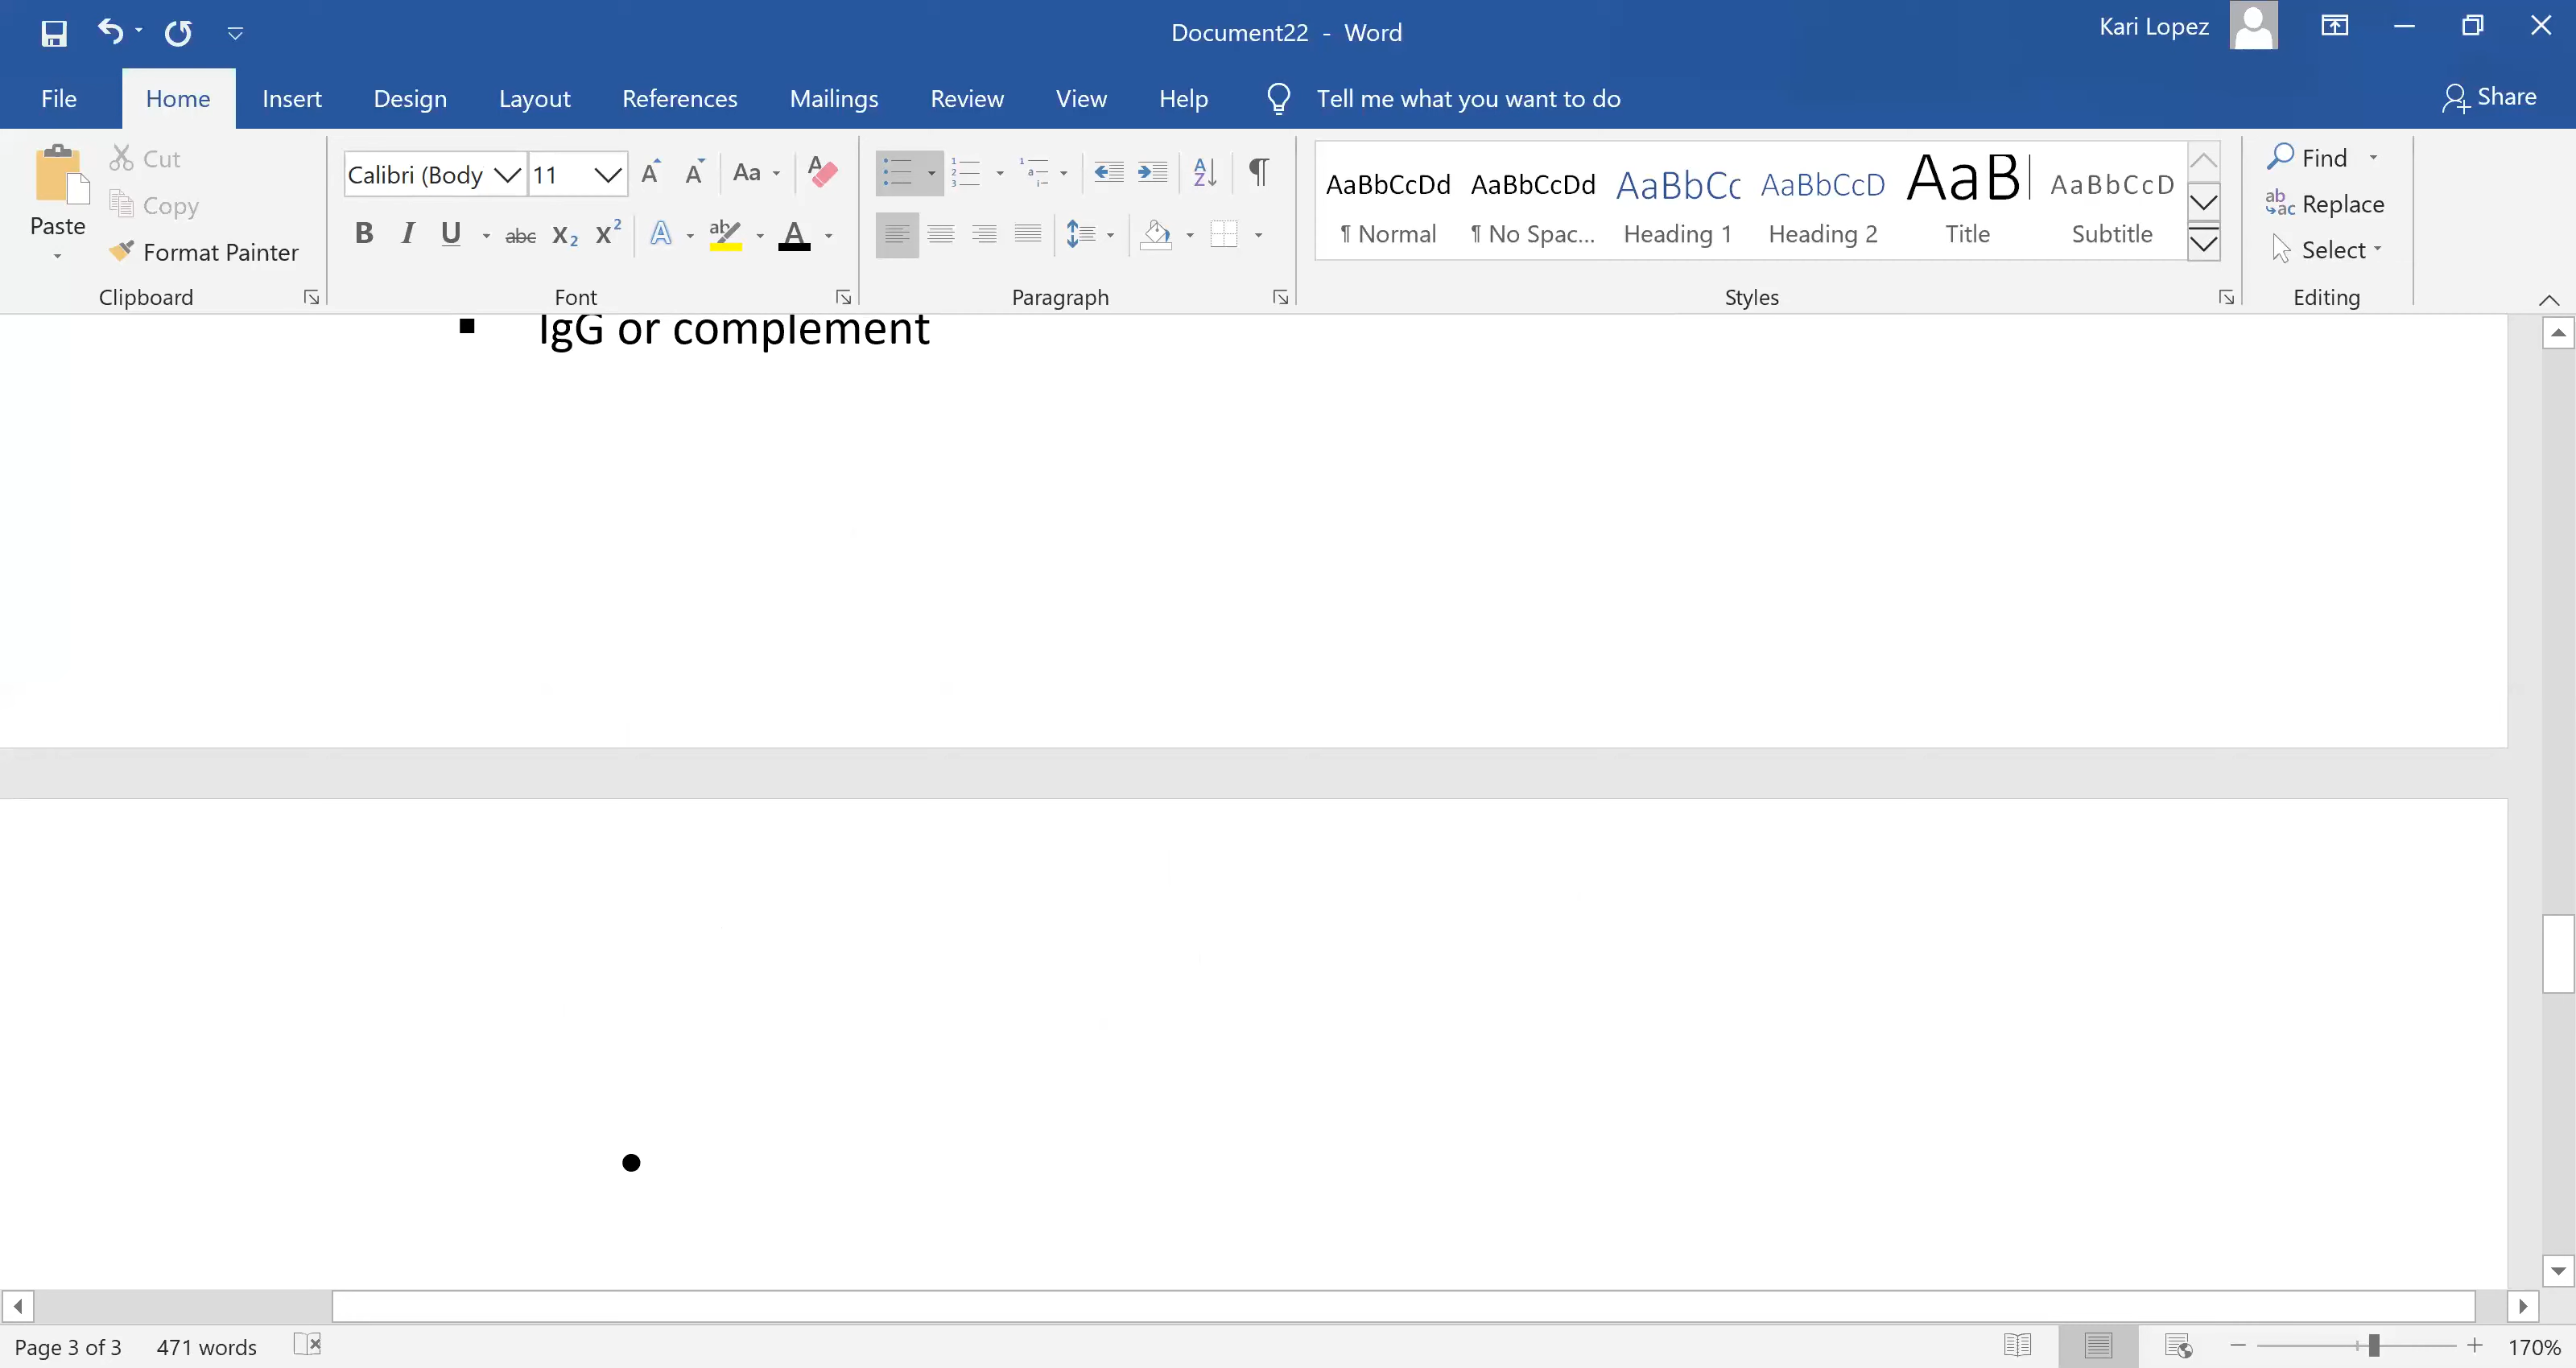 Document22 - Word
Kari Lopez
File Home Insert Design Layout References Mailings Review View Help Tell me what you want to do Share
Paste
Cut
Copy
Format Painter
Clipboard
Calibri (Body 11
Aa
B I U abc X₂ X² A ab A
Font
Paragraph
AaBbCcDd AaBbCcDd AaBbCc AaBbCcD AaB AaBbCcD
¶ Normal ¶ No Spac... Heading 1 Heading 2 Title Subtitle
Styles
Find
Replace
Select
Editing
▪ IgG or complement
•
Page 3 of 3 471 words 170%